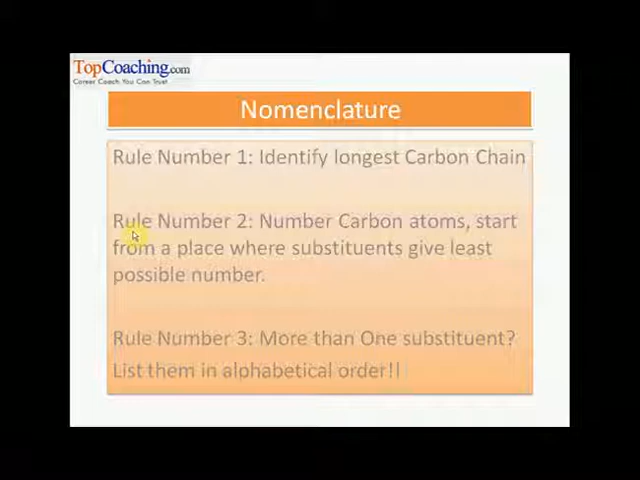 TopCoaching.com
Career Coach You Can Trust
Nomenclature
Rule Number 1: Identify longest Carbon Chain
Rule Number 2: Number Carbon atoms, start
from a place where substituents give least
possible number.
Rule Number 3: More than One substituent?
List them in alphabetical order!!